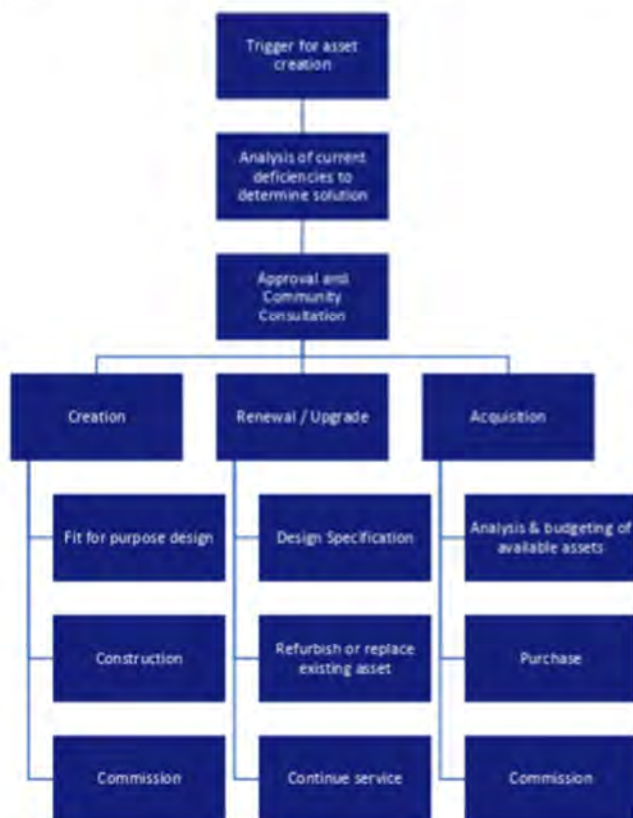 Trigger for asset
creation
Analysis of current
deficiencies to
determine solution
Approval and
Community
Consultation
Creation
Renewal / Upgrade
Acquisition
Fit for purpose design
Design Specification
Analysis & budgeting of
available assets
Construction
Refurbish or replace
existing asset
Purchase
Commission
Continue service
Commission